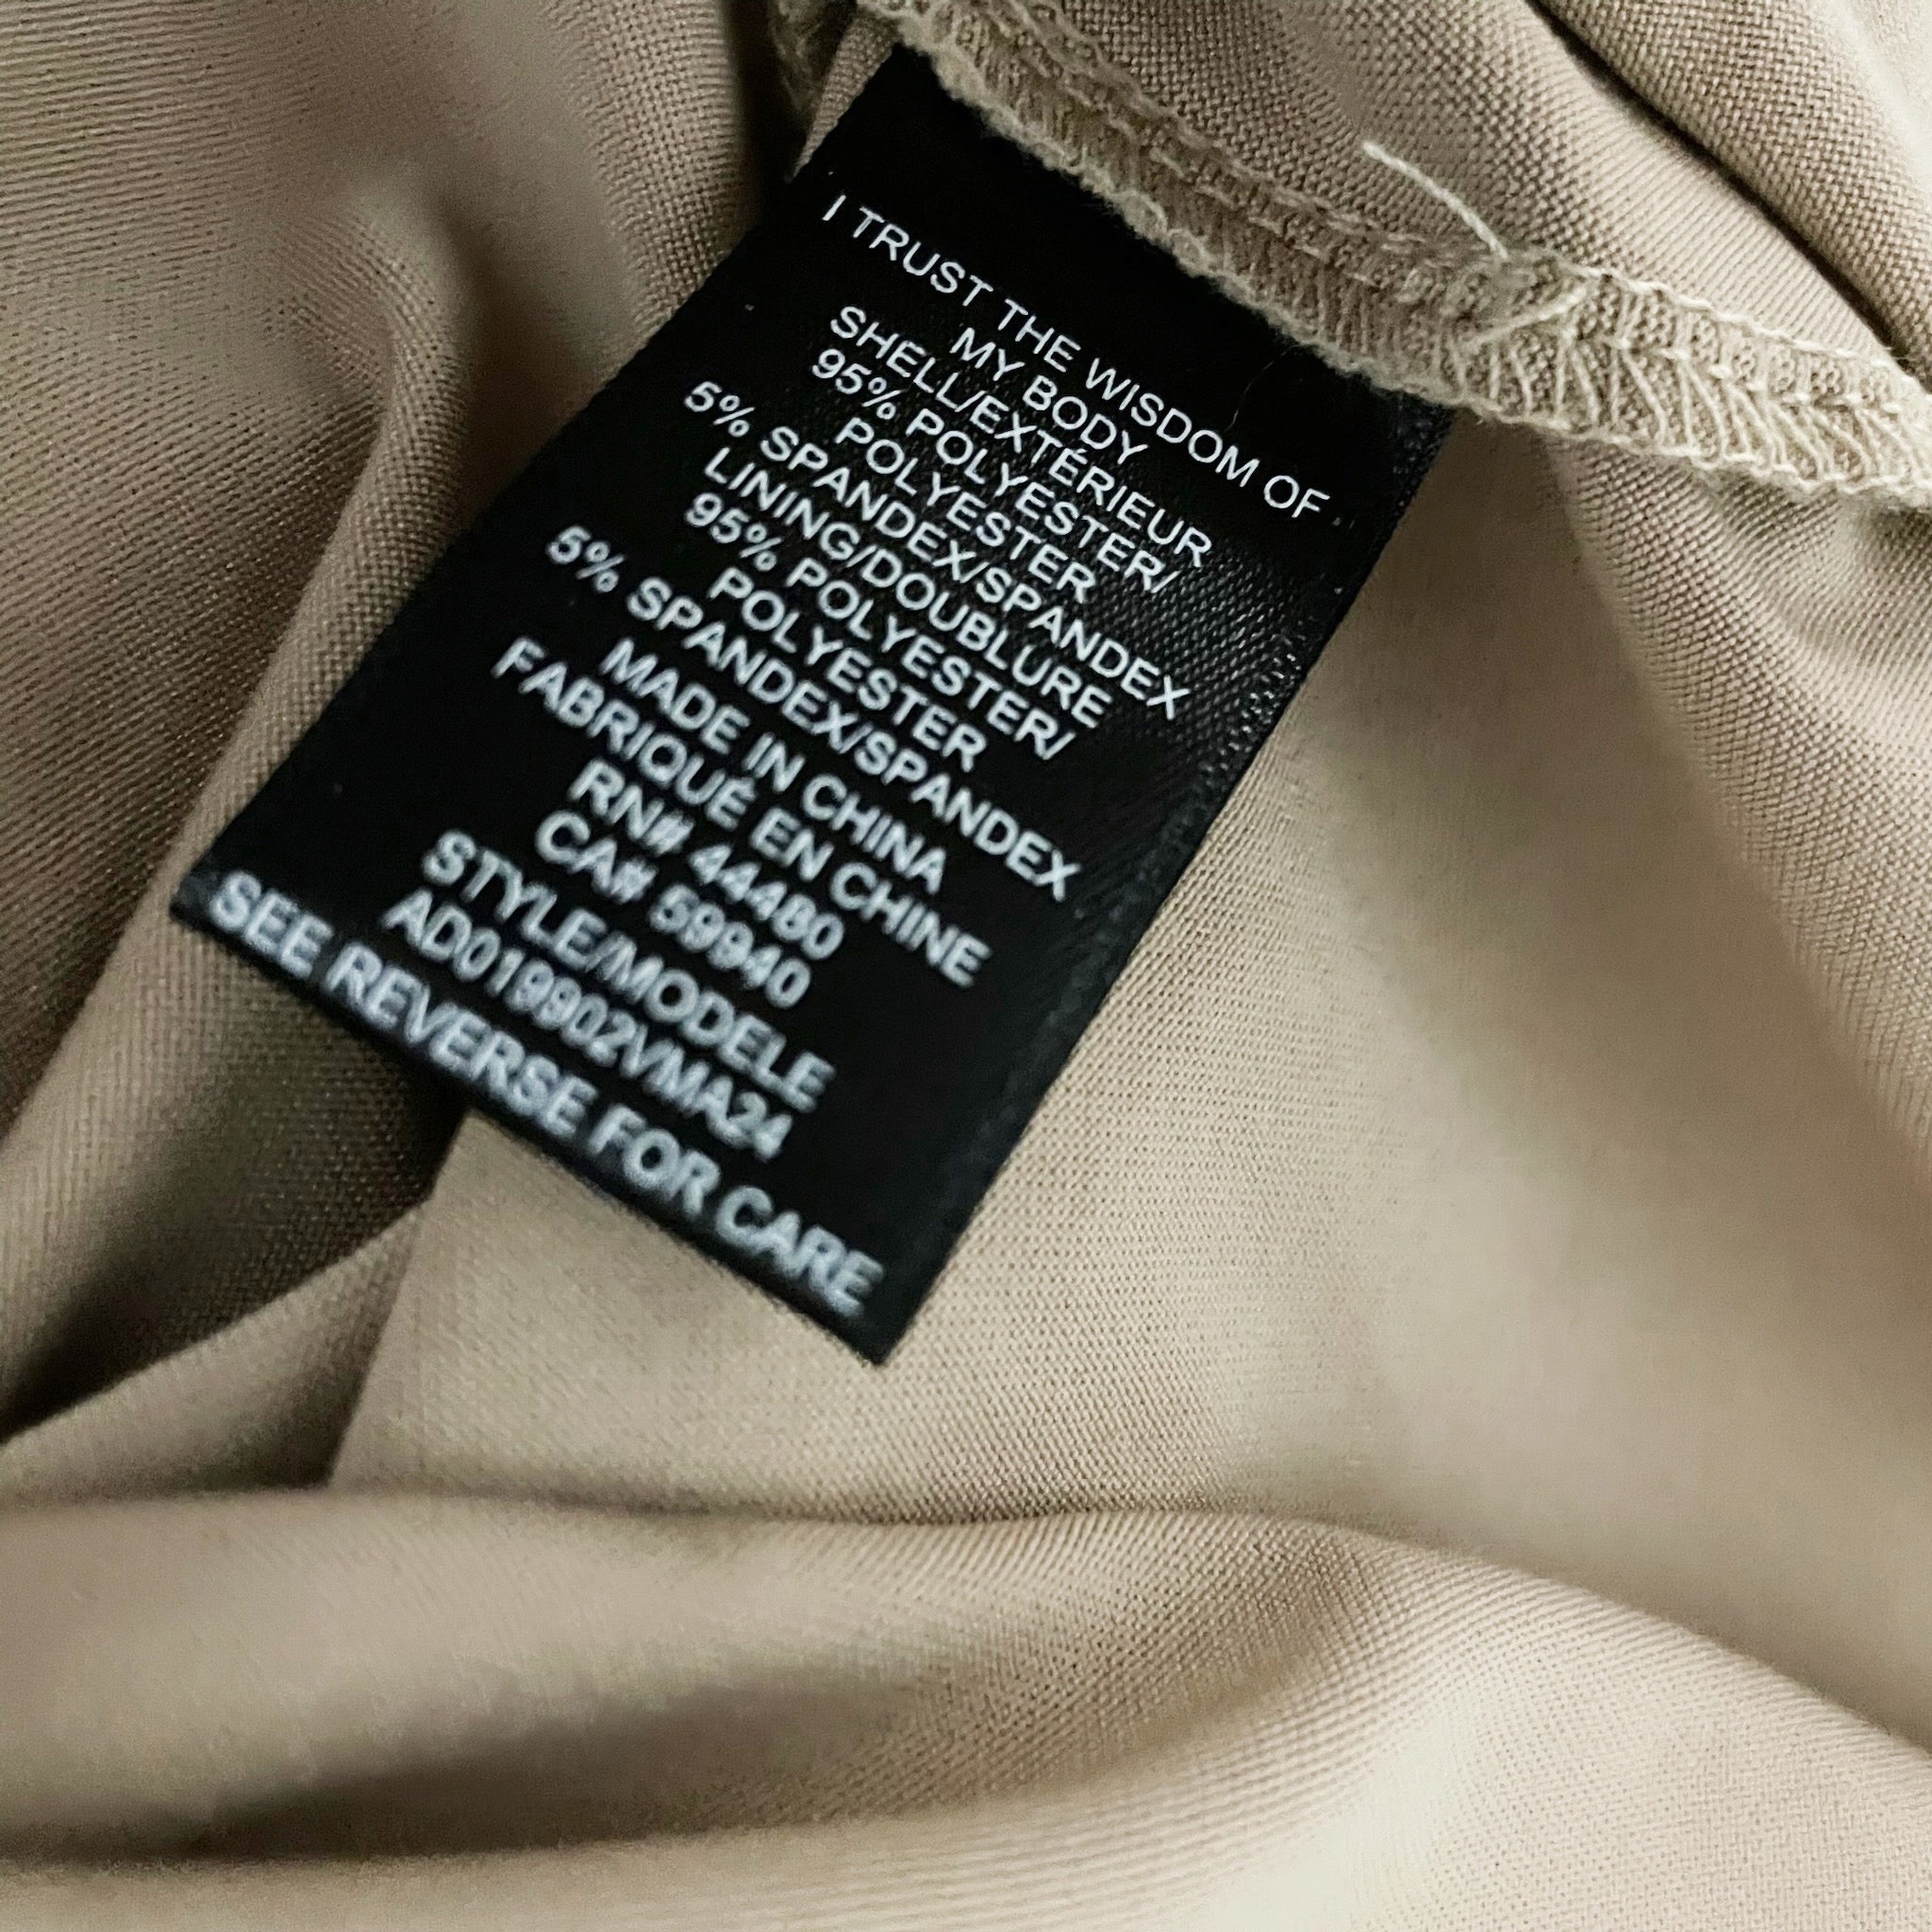 I TRUST THE WISDOM OF
MY BODY
SHELL/EXTÉRIEUR
95% POLYESTER/
POLYESTER
5% SPANDEX/SPANDEX
LINING/DOUBLURE
95% POLYESTER/
POLYESTER
5% SPANDEX/SPANDEX
MADE IN CHINA
FABRIQUÉ EN CHINE
RN# 44480
CA# 59940
STYLE/MODELE
AD019902VMA24
SEE REVERSE FOR CARE